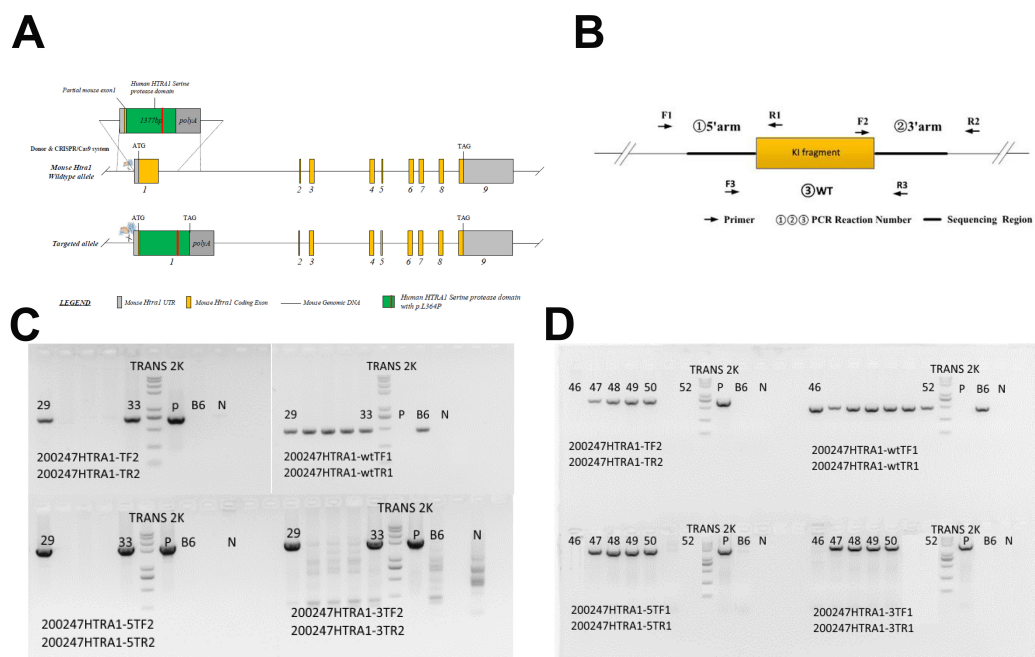 A
Partial mouse exon1
Human HTRA1 Serine
protease domain
1377bp
polyA
Donor & CRISPR/Cas9 system
ATG
TAG
Mouse Htra1
Wildtype allele
1
2
3
4
5
6
7
8
9
ATG
TAG
TAG
Targeted allele
polyA
1
2
3
4
5
6
7
8
9
LEGEND
Mouse Htra1 UTR
Mouse Htra1 Coding Exon
Mouse Genomic DNA
Human HTRA1 Serine protease domain
with p.L364P
B
F1
①5'arm
R1
F2
②3'arm
R2
KI fragment
F3
③WT
R3
Primer
①②③ PCR Reaction Number
Sequencing Region
C
TRANS 2K
29
33
p
B6
N
200247HTRA1-TF2
200247HTRA1-TR2
TRANS 2K
29
33
P
B6
N
200247HTRA1-wtTF1
200247HTRA1-wtTR1
TRANS 2K
29
33
P
B6
N
200247HTRA1-5TF2
200247HTRA1-5TR2
TRANS 2K
29
33
P
B6
N
200247HTRA1-3TF2
200247HTRA1-3TR2
D
TRANS 2K
46 47 48 49 50 52 P B6 N
200247HTRA1-TF2
200247HTRA1-TR2
TRANS 2K
46 52 P B6 N
200247HTRA1-wtTF1
200247HTRA1-wtTR1
TRANS 2K
46 47 48 49 50 52 P B6 N
200247HTRA1-5TF1
200247HTRA1-5TR1
TRANS 2K
46 47 48 49 50 52 P B6 N
200247HTRA1-3TF1
200247HTRA1-3TR1